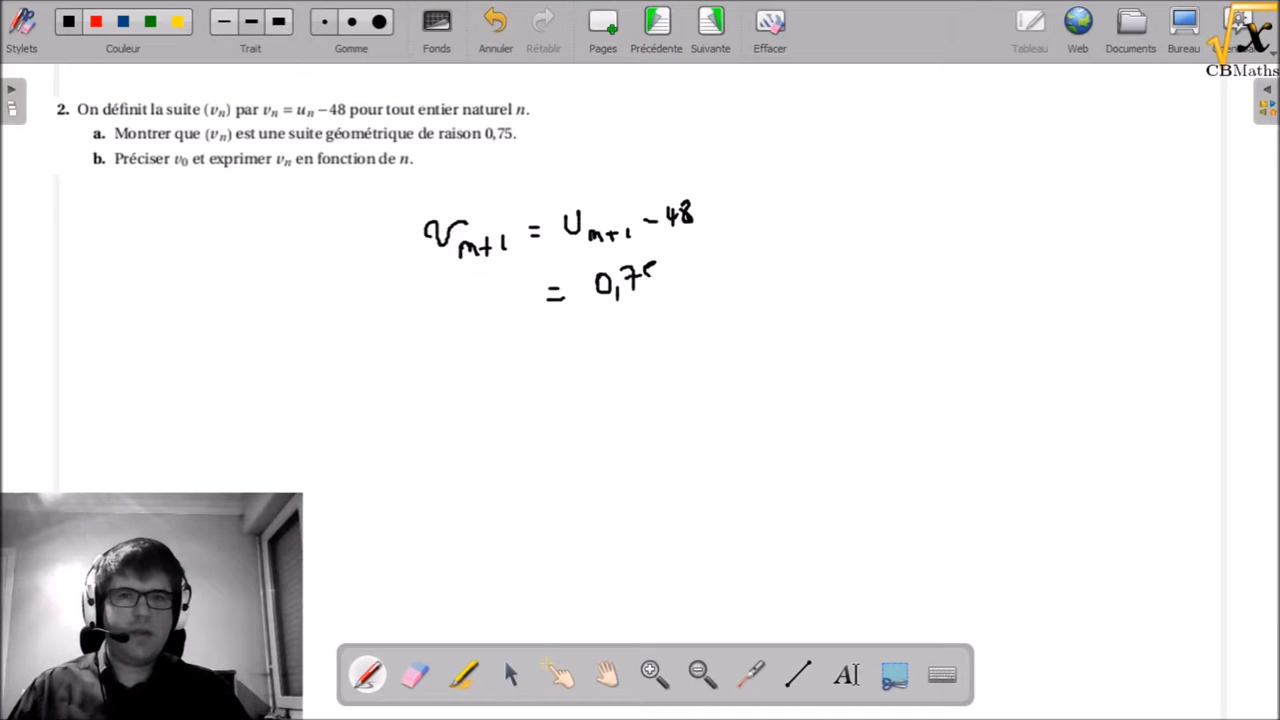 Stylets Couleur Trait Gomme Fonds Annuler Rétablir Pages Précédente Suivante Effacer Tableau Web Documents Bureau
CBMaths
2. On définit la suite (vn) par vn = un − 48 pour tout entier naturel n.
a. Montrer que (vn) est une suite géométrique de raison 0,75.
b. Préciser v0 et exprimer vn en fonction de n.
Vn+1 = Un+1 − 48
= 0,75